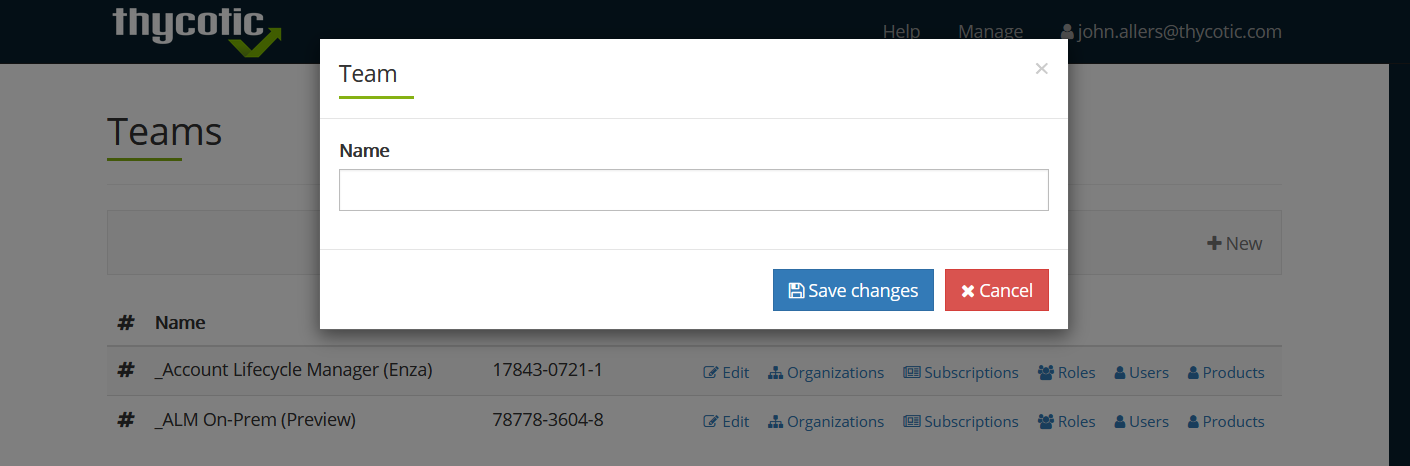 thycotic
Help Manage john.allers@thycotic.com
Team ×
Teams
Name
New
Save changes Cancel
# Name
# _Account Lifecycle Manager (Enza) 17843-0721-1 Edit Organizations Subscriptions Roles Users Products
# _ALM On-Prem (Preview) 78778-3604-8 Edit Organizations Subscriptions Roles Users Products